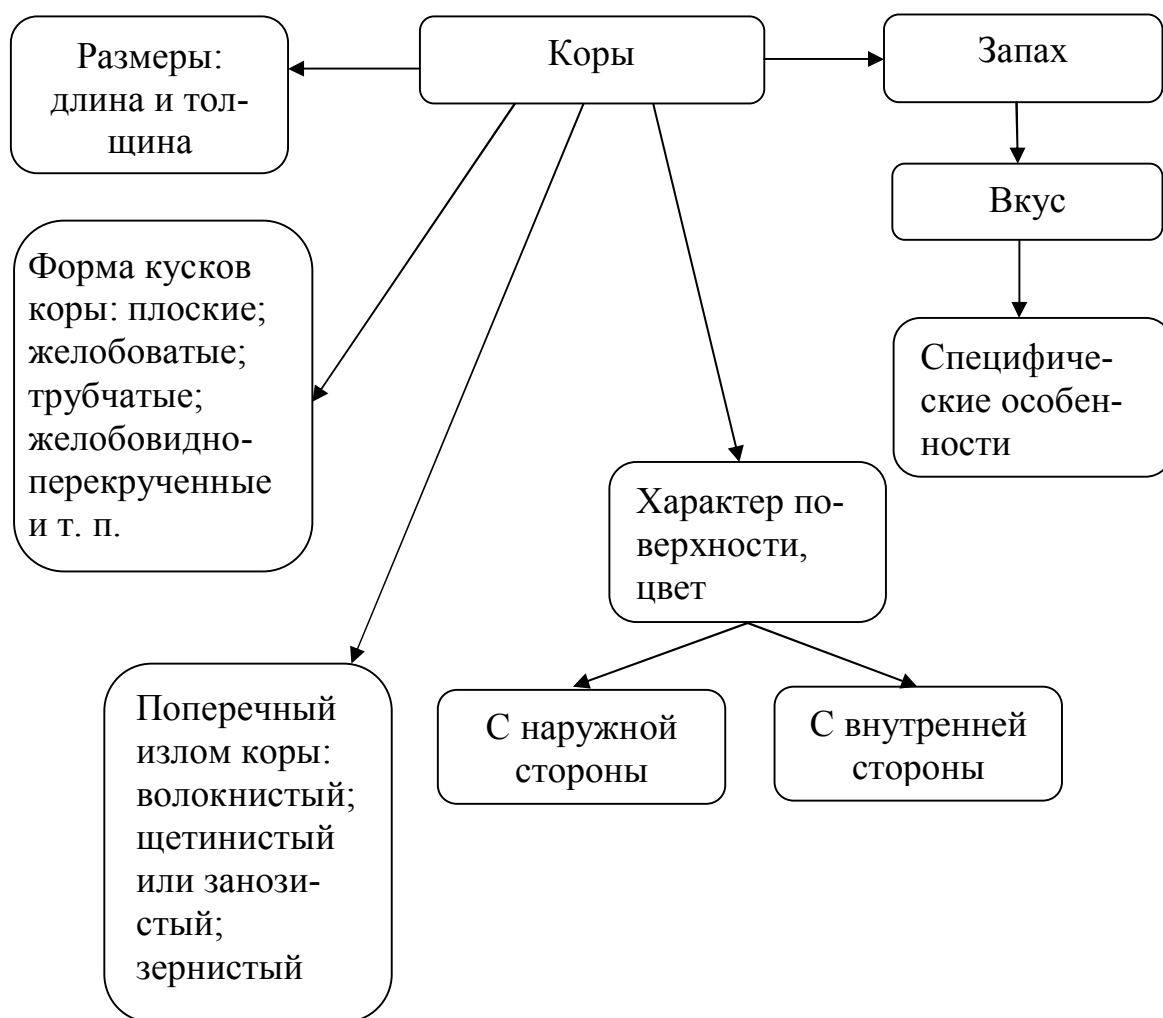 Размеры:
длина и тол-
щина
Коры
Запах
Вкус
Форма кусков
коры: плоские;
желобоватые;
трубчатые;
желобовидно-
перекрученные
и т. п.
Специфиче-
ские особен-
ности
Характер по-
верхности,
цвет
Поперечный
излом коры:
волокнистый;
щетинистый
или занози-
стый;
зернистый
С наружной
стороны
С внутренней
стороны